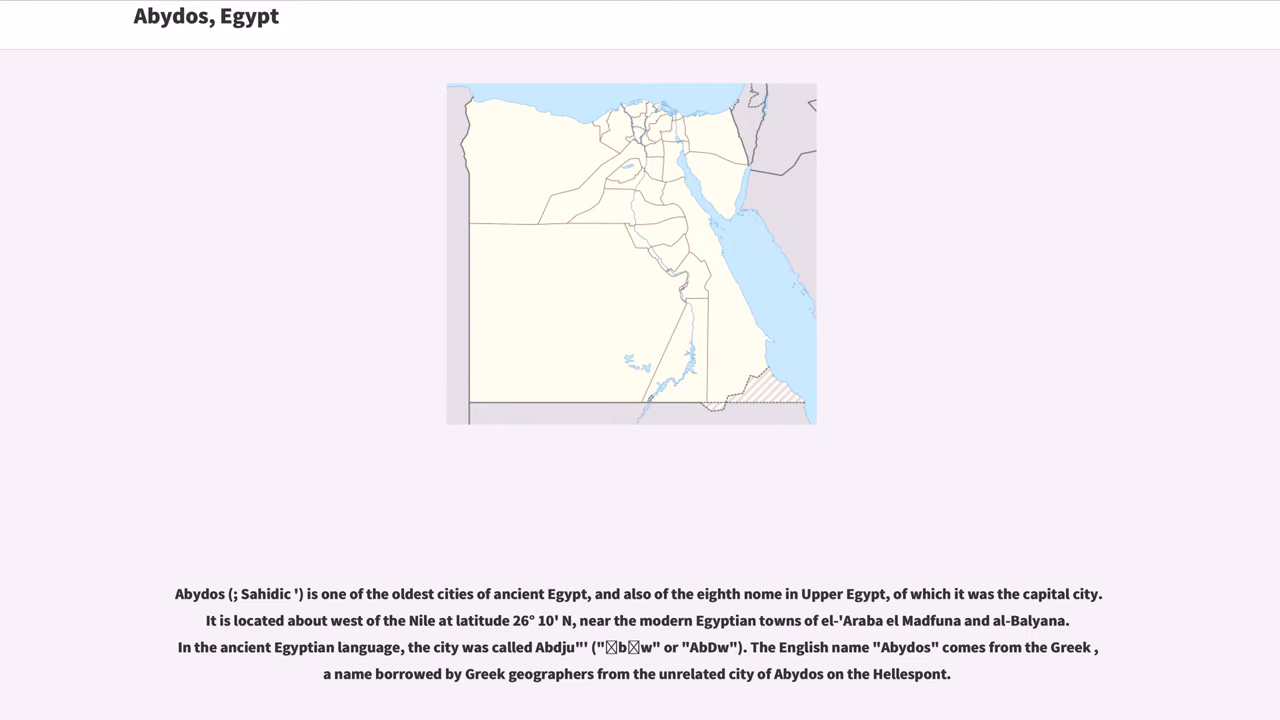 Abydos, Egypt
Abydos (; Sahidic ') is one of the oldest cities of ancient Egypt, and also of the eighth nome in Upper Egypt, of which it was the capital city.
It is located about west of the Nile at latitude 26° 10' N, near the modern Egyptian towns of el-'Araba el Madfuna and al-Balyana.
In the ancient Egyptian language, the city was called Abdju"' ("b w" or "AbDw"). The English name "Abydos" comes from the Greek ,
a name borrowed by Greek geographers from the unrelated city of Abydos on the Hellespont.